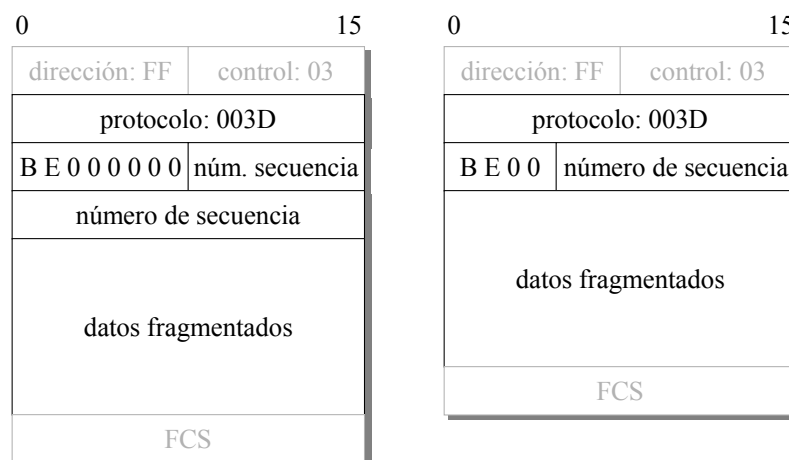 0 15
dirección: FF control: 03
protocolo: 003D
B E 0 0 0 0 0 0 núm. secuencia
número de secuencia
datos fragmentados
FCS
0 15
dirección: FF control: 03
protocolo: 003D
B E 0 0 número de secuencia
datos fragmentados
FCS